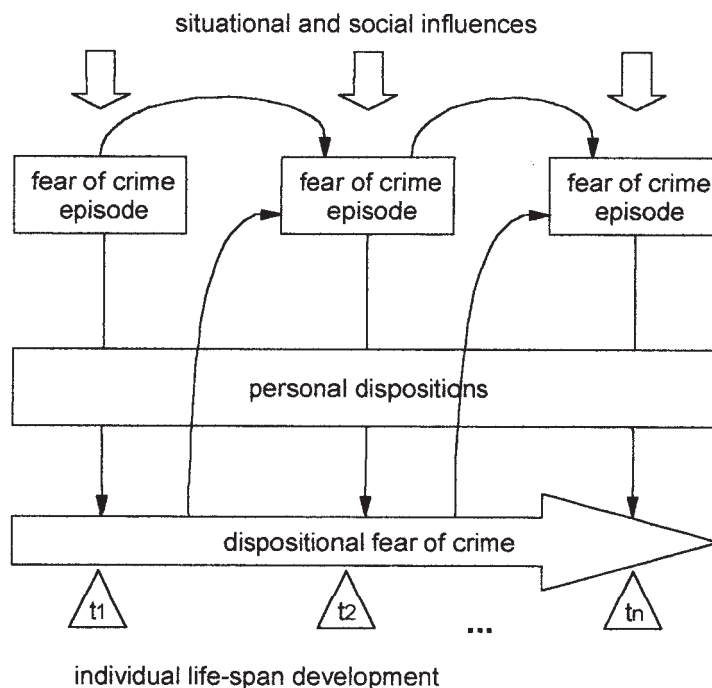 situational and social influences
fear of crime
episode
fear of crime
episode
fear of crime
episode
personal dispositions
dispositional fear of crime
t1
t2
...
tn
individual life-span development